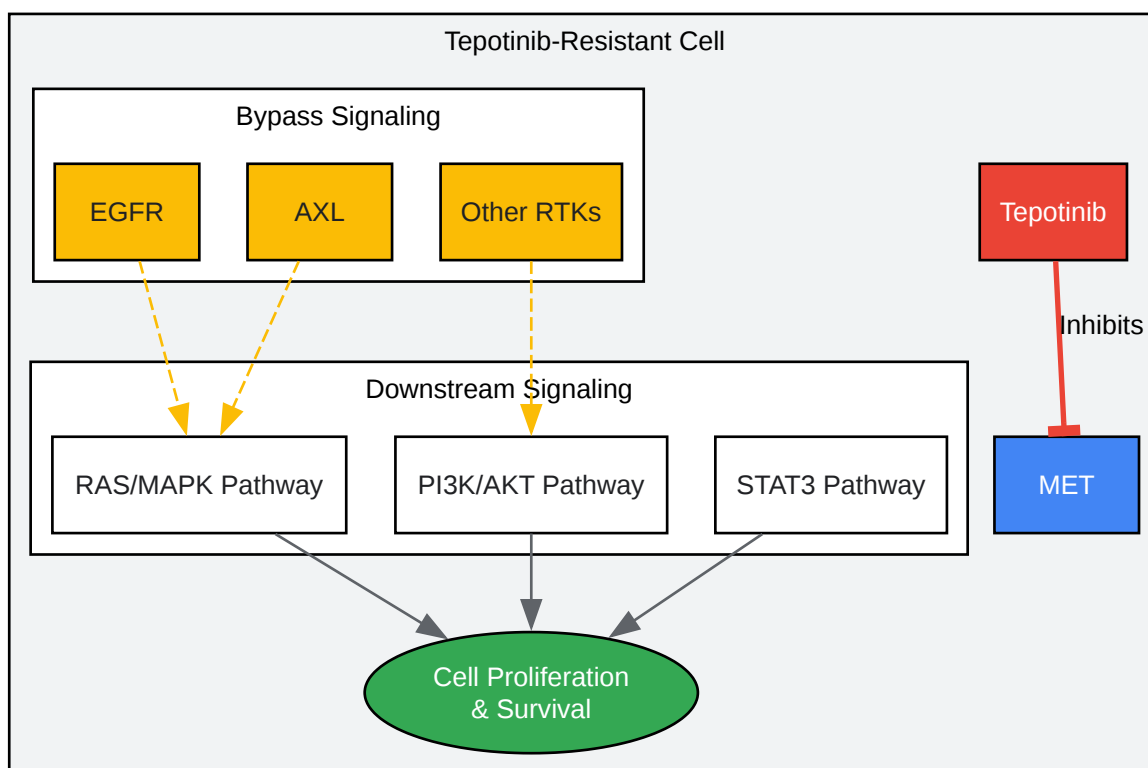 Tepotinib-Resistant Cell
Bypass Signaling
EGFR
AXL
Other RTKs
Tepotinib
Inhibits
Downstream Signaling
RAS/MAPK Pathway
PI3K/AKT Pathway
STAT3 Pathway
MET
Cell Proliferation
& Survival